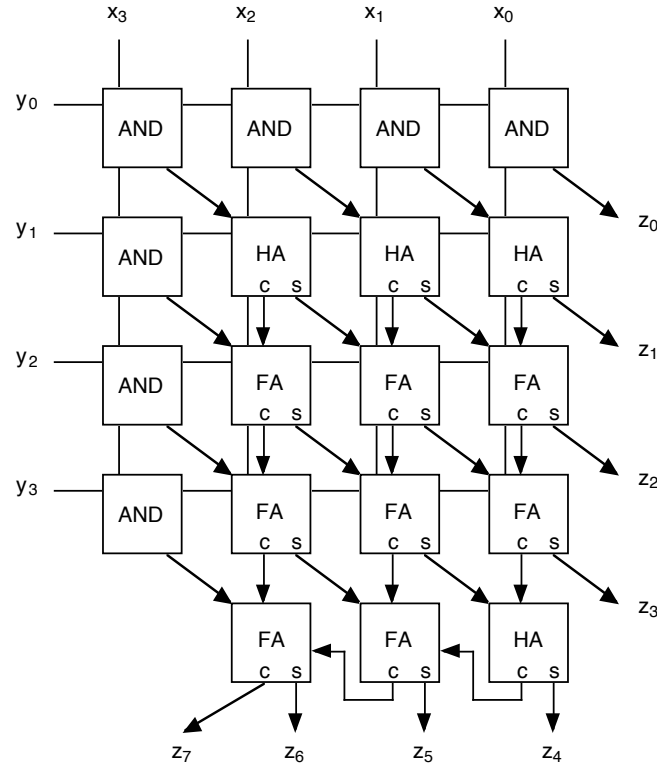 x₃ x₂ x₁ x₀
y₀ AND AND AND AND
z₀
y₁ AND HA HA HA
c s c s c s
z₁
y₂ AND FA FA FA
c s c s c s
z₂
y₃ AND FA FA FA
c s c s c s
z₃
FA FA HA
c s c s c s
z₇ z₆ z₅ z₄